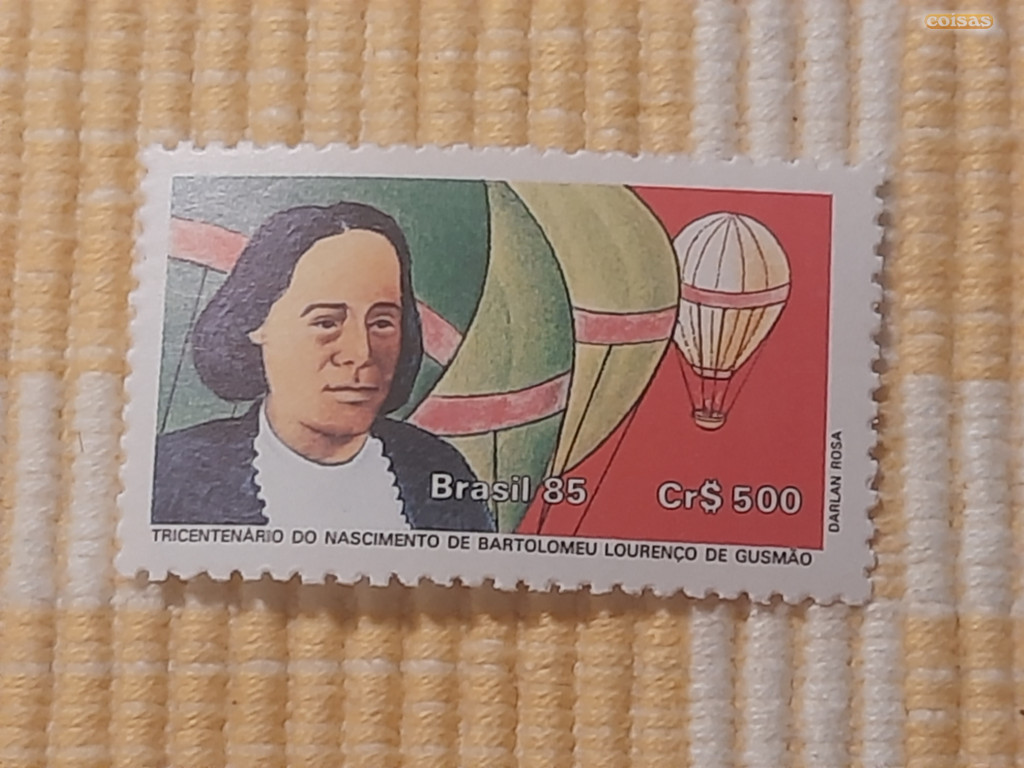 coisas
Brasil 85
Cr$ 500
DARLAN ROSA
TRICENTENÁRIO DO NASCIMENTO DE BARTOLOMEU LOURENÇO DE GUSMÃO